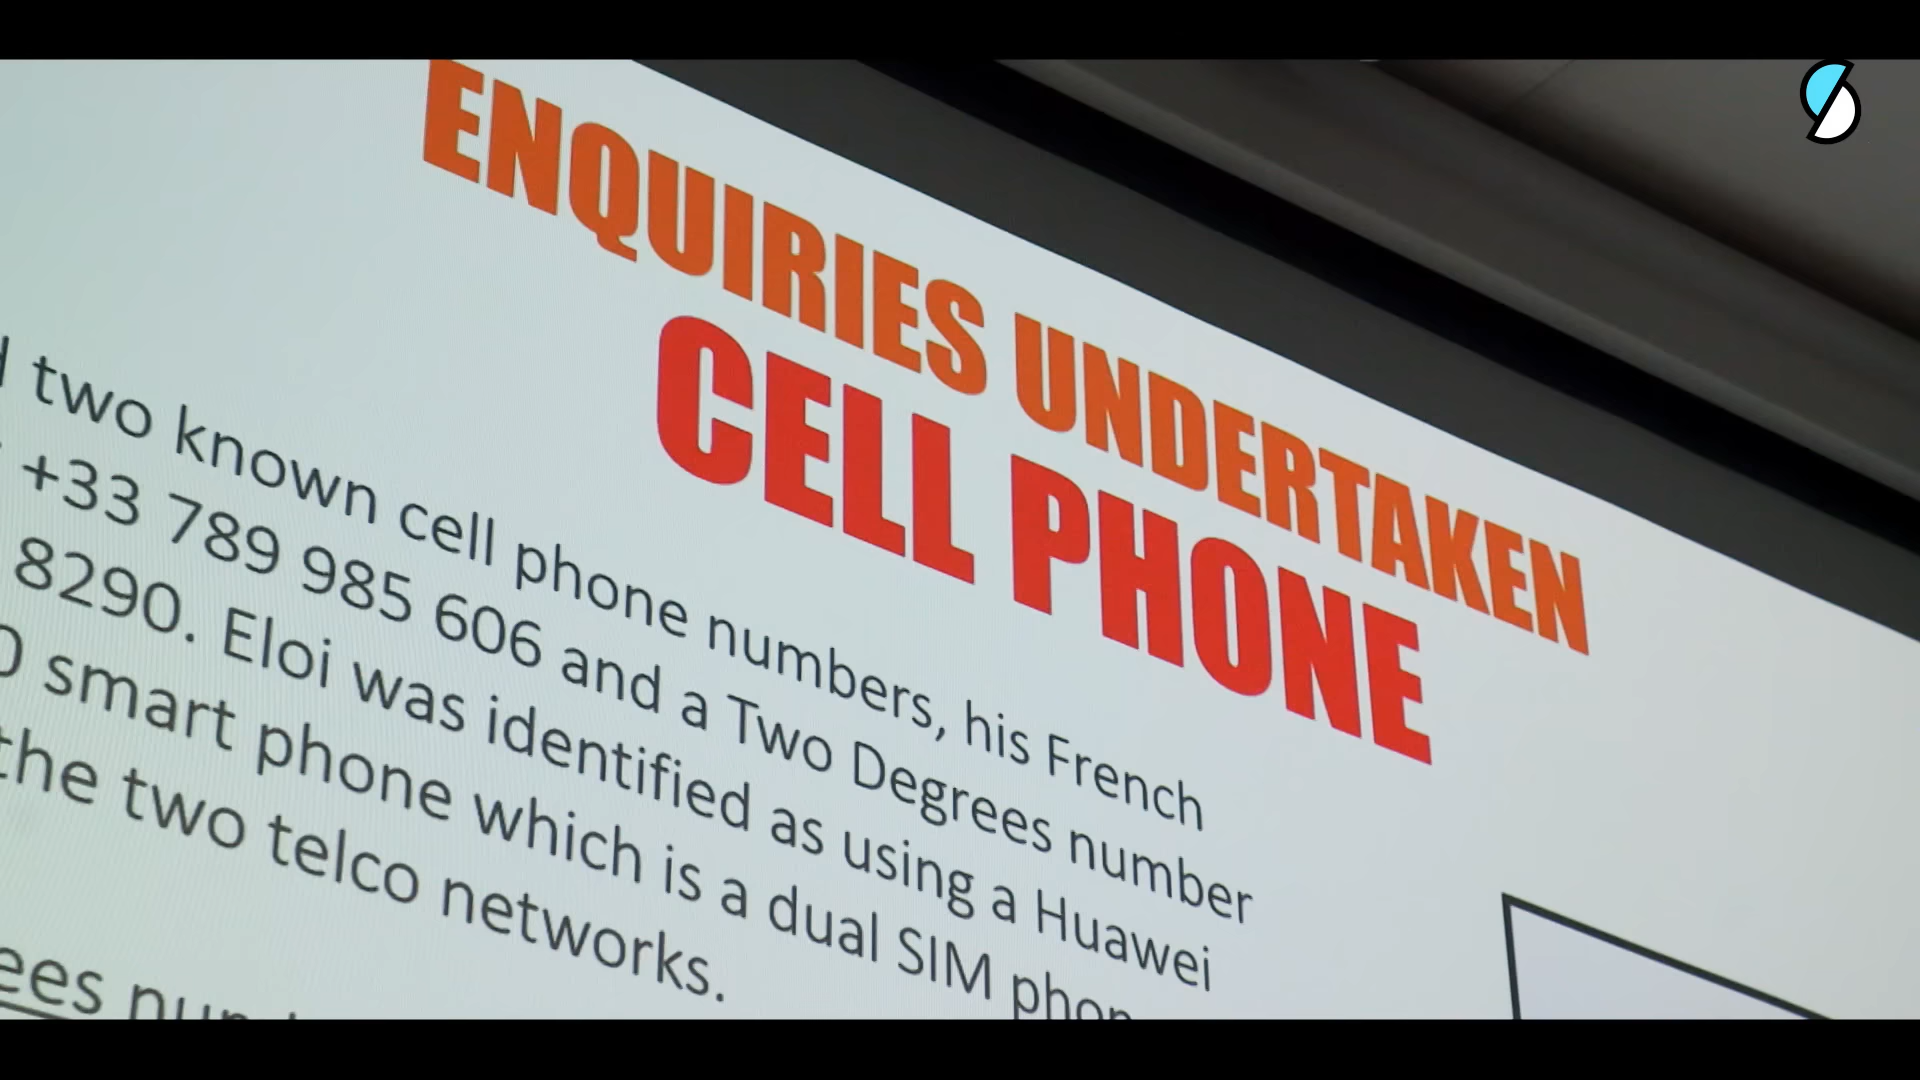 ENQUIRIES UNDERTAKEN
CELL PHONE
two known cell phone numbers, his French
+33 789 985 606 and a Two Degrees number
8290. Eloi was identified as using a Huawei
smart phone which is a dual SIM
the two telco networks.